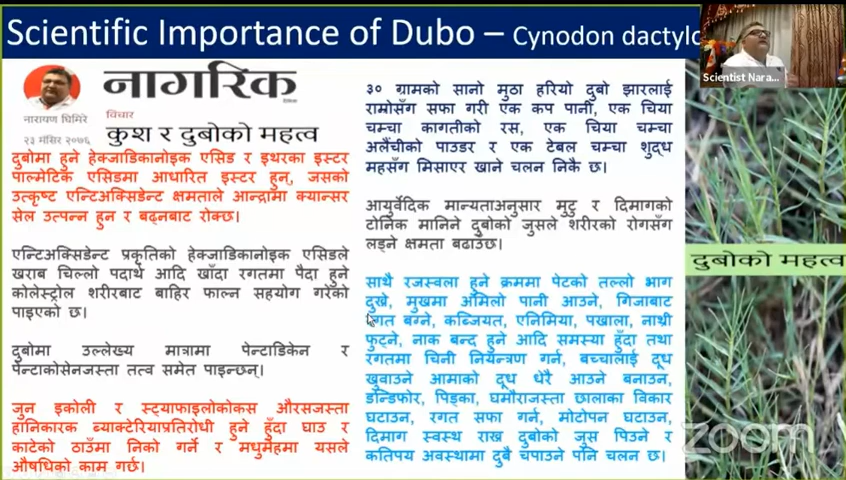 Scientific Importance of Dubo – Cynodon
Scientist Nara...
नागरिक
नारायण घिमिरे
२३ मंसिर २०७६
विचार
कुश र दुबोको महत्व
दुबोमा हुने हेक्जाडिकानोइक एसिड र इथरका इस्टर
पाल्मेटिक एसिडमा आधारित इस्टर हुन्, जसको
उत्कृष्ट एन्टिअक्सिडेन्ट क्षमताले आन्द्रामा क्यान्सर
सेल उत्पन्न हुन र बढ्नबाट रोक्छ।
एन्टिअक्सिडेन्ट प्रकृतिको हेक्जाडिकानोइक एसिडले
खराब चिल्लो पदार्थ आदि खाँदा रगतमा पैदा हुने
कोलेस्ट्रोल शरीरबाट बाहिर फाल्न सहयोग गरेको
पाइएको छ।
दुबोमा उल्लेख्य मात्रामा पेन्टाडिकेन र
पेन्टाकोसेनजस्ता तत्व समेत पाइन्छन्।
जुन इकोली र स्ट्याफाइलोकोकस औरसजस्ता
हानिकारक ब्याक्टेरियाप्रतिरोधी हुने हुँदा घाउ र
काटेको ठाउँमा निको गर्ने र मधुमेहमा यसले
औषधिको काम गर्छ।
३० ग्रामको सानो मुठा हरियो दुबो झारलाई
राम्रोसँग सफा गरी एक कप पानी, एक चिया
चम्चा कागतीको रस, एक चिया चम्चा
अलैंचीको पाउडर र एक टेबल चम्चा शुद्ध
महसँग मिसाएर खाने चलन निकै छ।
आयुर्वेदिक मान्यताअनुसार मुटु र दिमागको
टोनिक मानिने दुबोको जुसले शरीरको रोगसँग
लड्ने क्षमता बढाउँछ।
साथै रजस्वला हुने क्रममा पेटको तल्लो भाग
दुख्ने, मुखमा अमिलो पानी आउने, गिजाबाट
रगत बग्ने, कब्जियत, एनिमिया, पखाला, नाथ्री
फुट्ने, नाक बन्द हुने आदि समस्या हुँदा तथा
रगतमा चिनी नियन्त्रण गर्न, बच्चालाई दूध
खुवाउने आमाको दूध धेरै आउने बनाउन,
डन्डिफोर, पिड्का, घमौराजस्ता छालाका विकार
घटाउन, रगत सफा गर्न, मोटोपन घटाउन,
दिमाग स्वस्थ राख्न दुबोको जुस पिउने र
कतिपय अवस्थामा दुबै चपाउने पनि चलन छ।
दुबोको महत्व
zoom